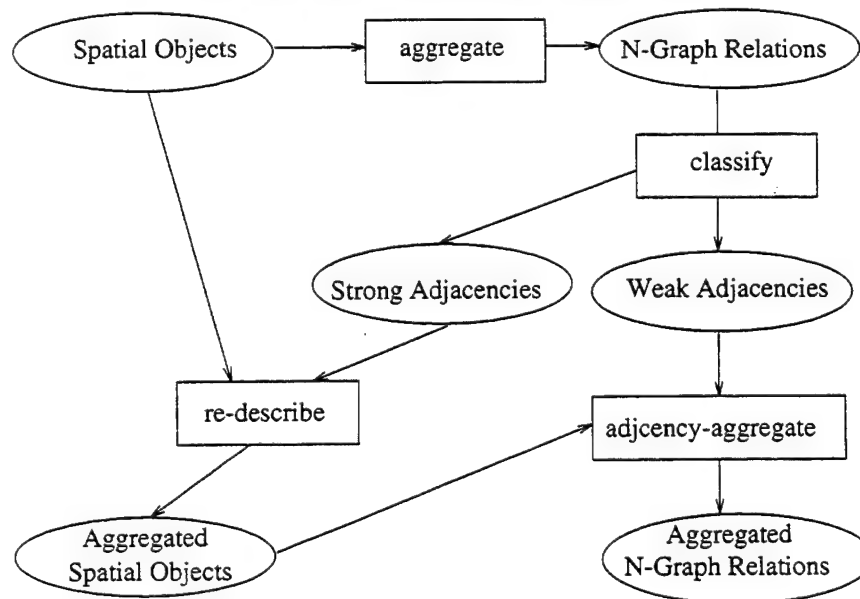 Spatial Objects
aggregate
N-Graph Relations
classify
Strong Adjacencies
Weak Adjacencies
re-describe
adjcency-aggregate
Aggregated
Spatial Objects
Aggregated
N-Graph Relations